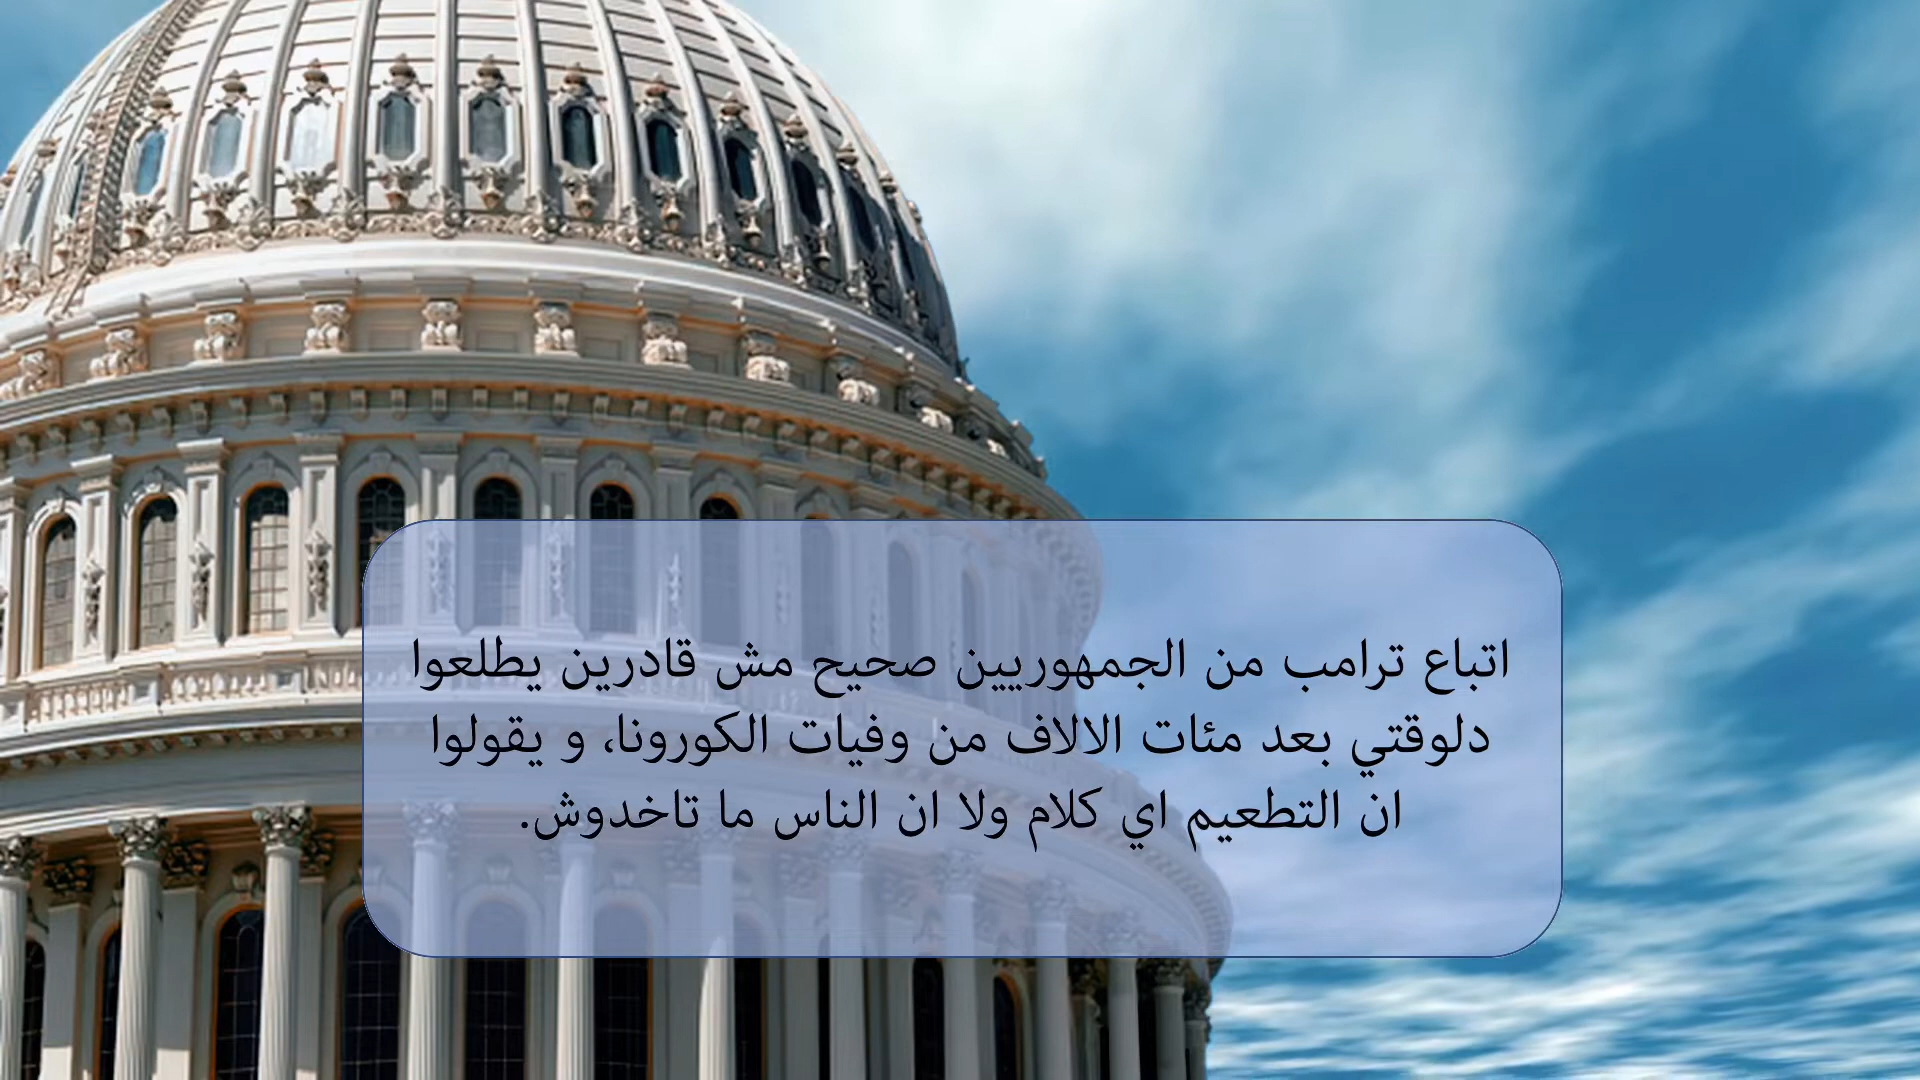 اتباع ترامب من الجمهوريين صحيح مش قادرين يطلعوا
دلوقتي بعد مئات الالاف من وفيات الكورونا، و يقولوا
ان التطعيم اي كلام ولا ان الناس ما تاخدوش.